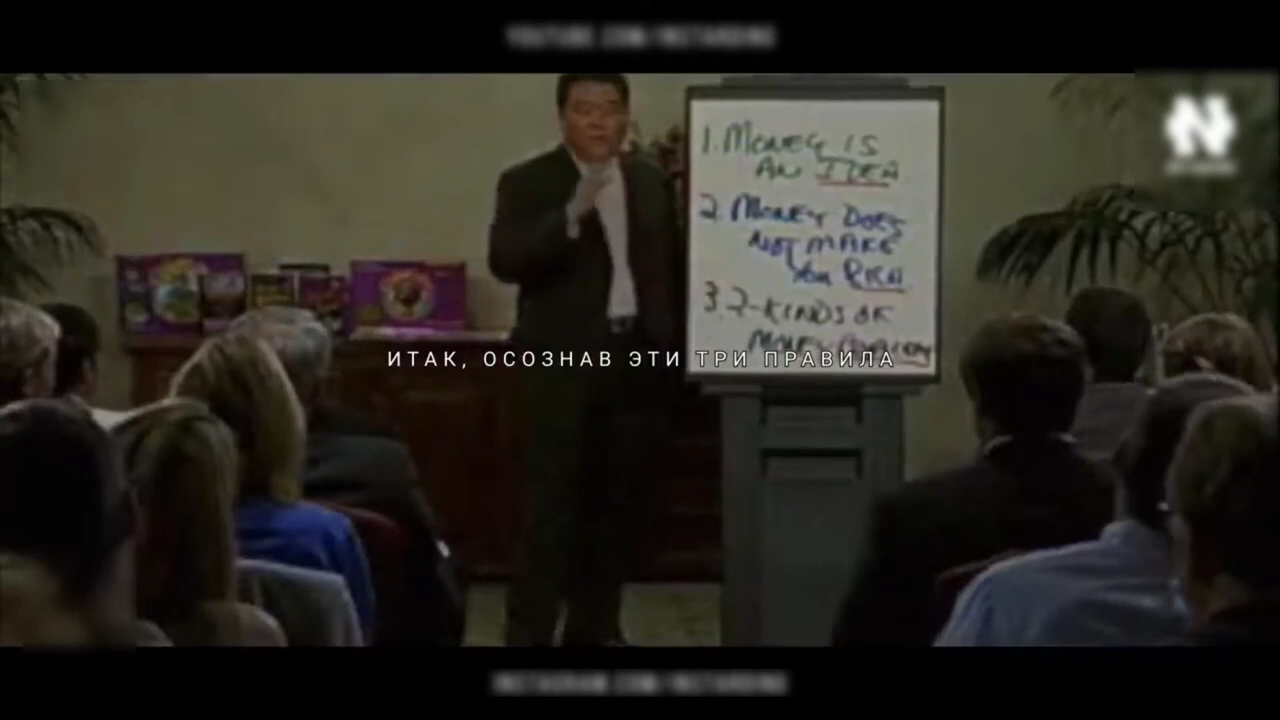 1. MONEY IS
AN IDEA
2. MONEY DOES
NOT MAKE
YOU RICH
3. 2-KINDS OF
MONEY
ИТАК, ОСОЗНАВ ЭТИ ТРИ ПРАВИЛА